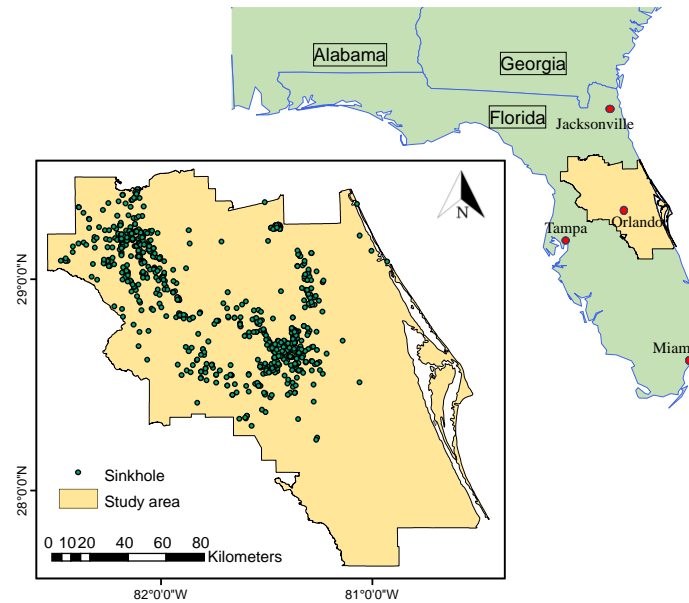 Alabama
Georgia
Florida
Jacksonville
Orlando
Tampa
Miam
N
29°0'0"N
28°0'0"N
Sinkhole
Study area
0 10 20 40 60 80
Kilometers
82°0'0"W
81°0'0"W